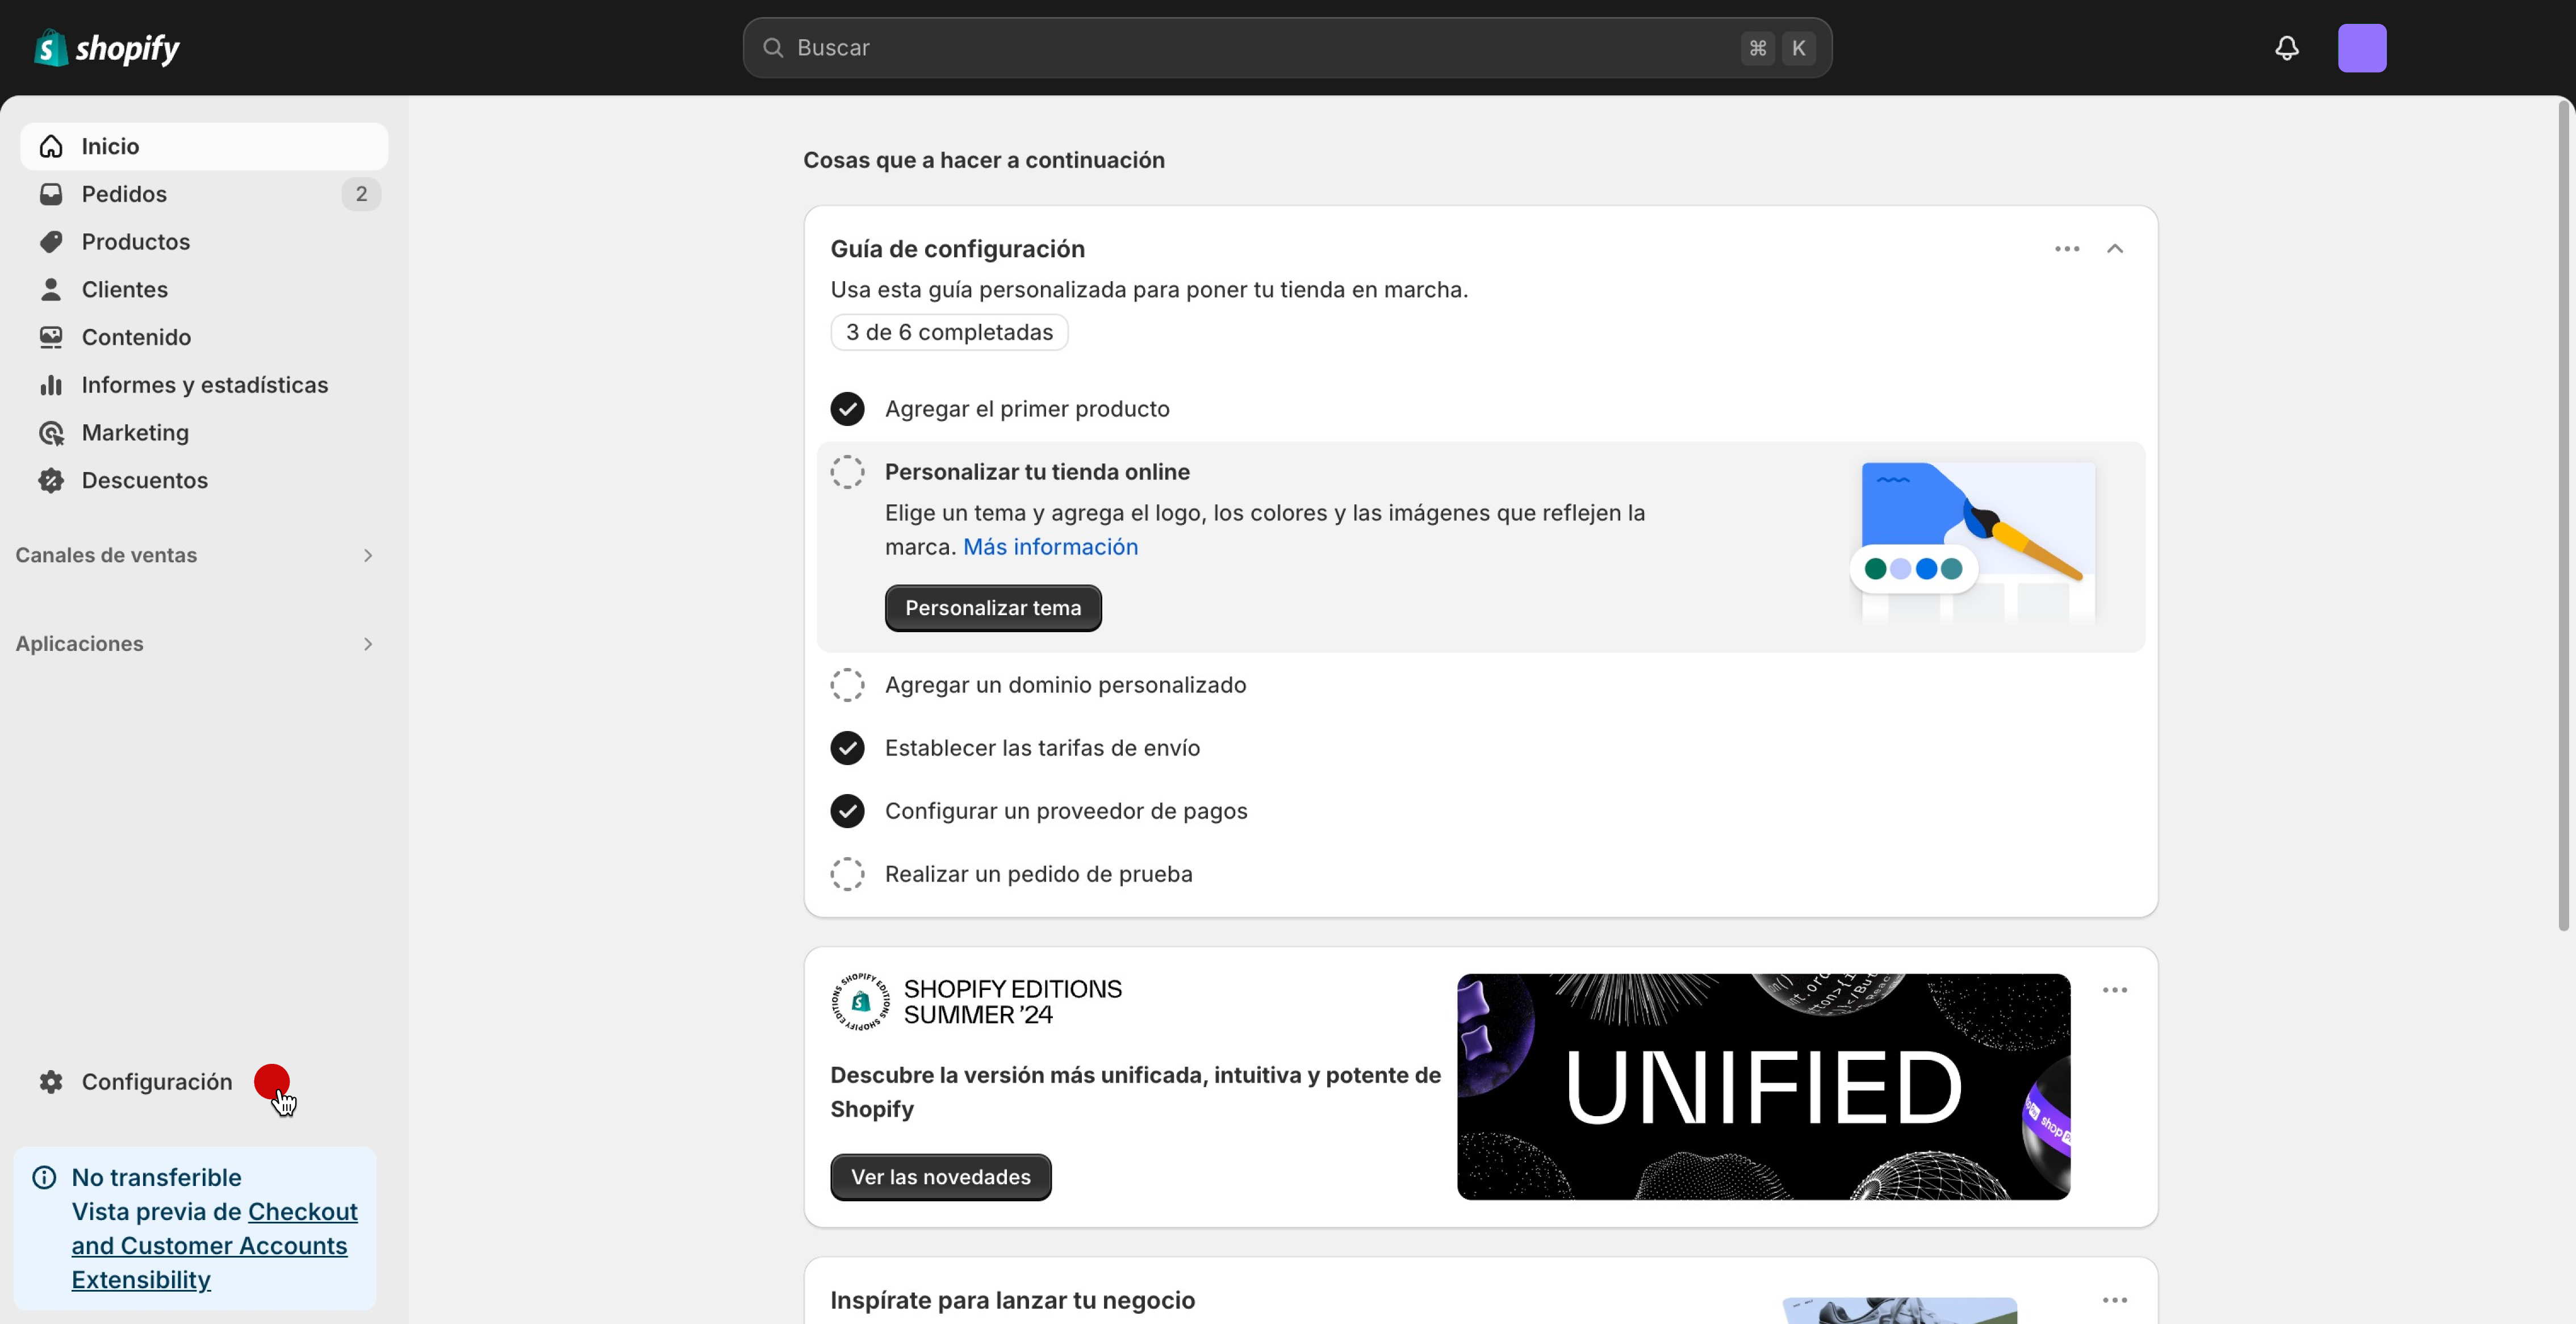 shopify
Buscar
⌘ K
Inicio
Pedidos 2
Productos
Clientes
Contenido
Informes y estadísticas
Marketing
Descuentos
Canales de ventas
Aplicaciones
Configuración
No transferible
Vista previa de Checkout
and Customer Accounts
Extensibility
Cosas que a hacer a continuación
Guía de configuración
Usa esta guía personalizada para poner tu tienda en marcha.
3 de 6 completadas
Agregar el primer producto
Personalizar tu tienda online
Elige un tema y agrega el logo, los colores y las imágenes que reflejen la
marca. Más información
Personalizar tema
Agregar un dominio personalizado
Establecer las tarifas de envío
Configurar un proveedor de pagos
Realizar un pedido de prueba
SHOPIFY EDITIONS SHOPIFY EDITIONS
SHOPIFY EDITIONS
SUMMER ’24
Descubre la versión más unificada, intuitiva y potente de
Shopify
Ver las novedades
UNIFIED
shop
Inspírate para lanzar tu negocio